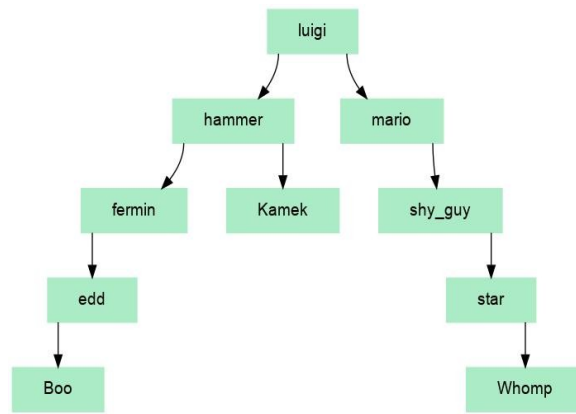 luigi
hammer
mario
fermin
Kamek
shy_guy
edd
star
Boo
Whomp